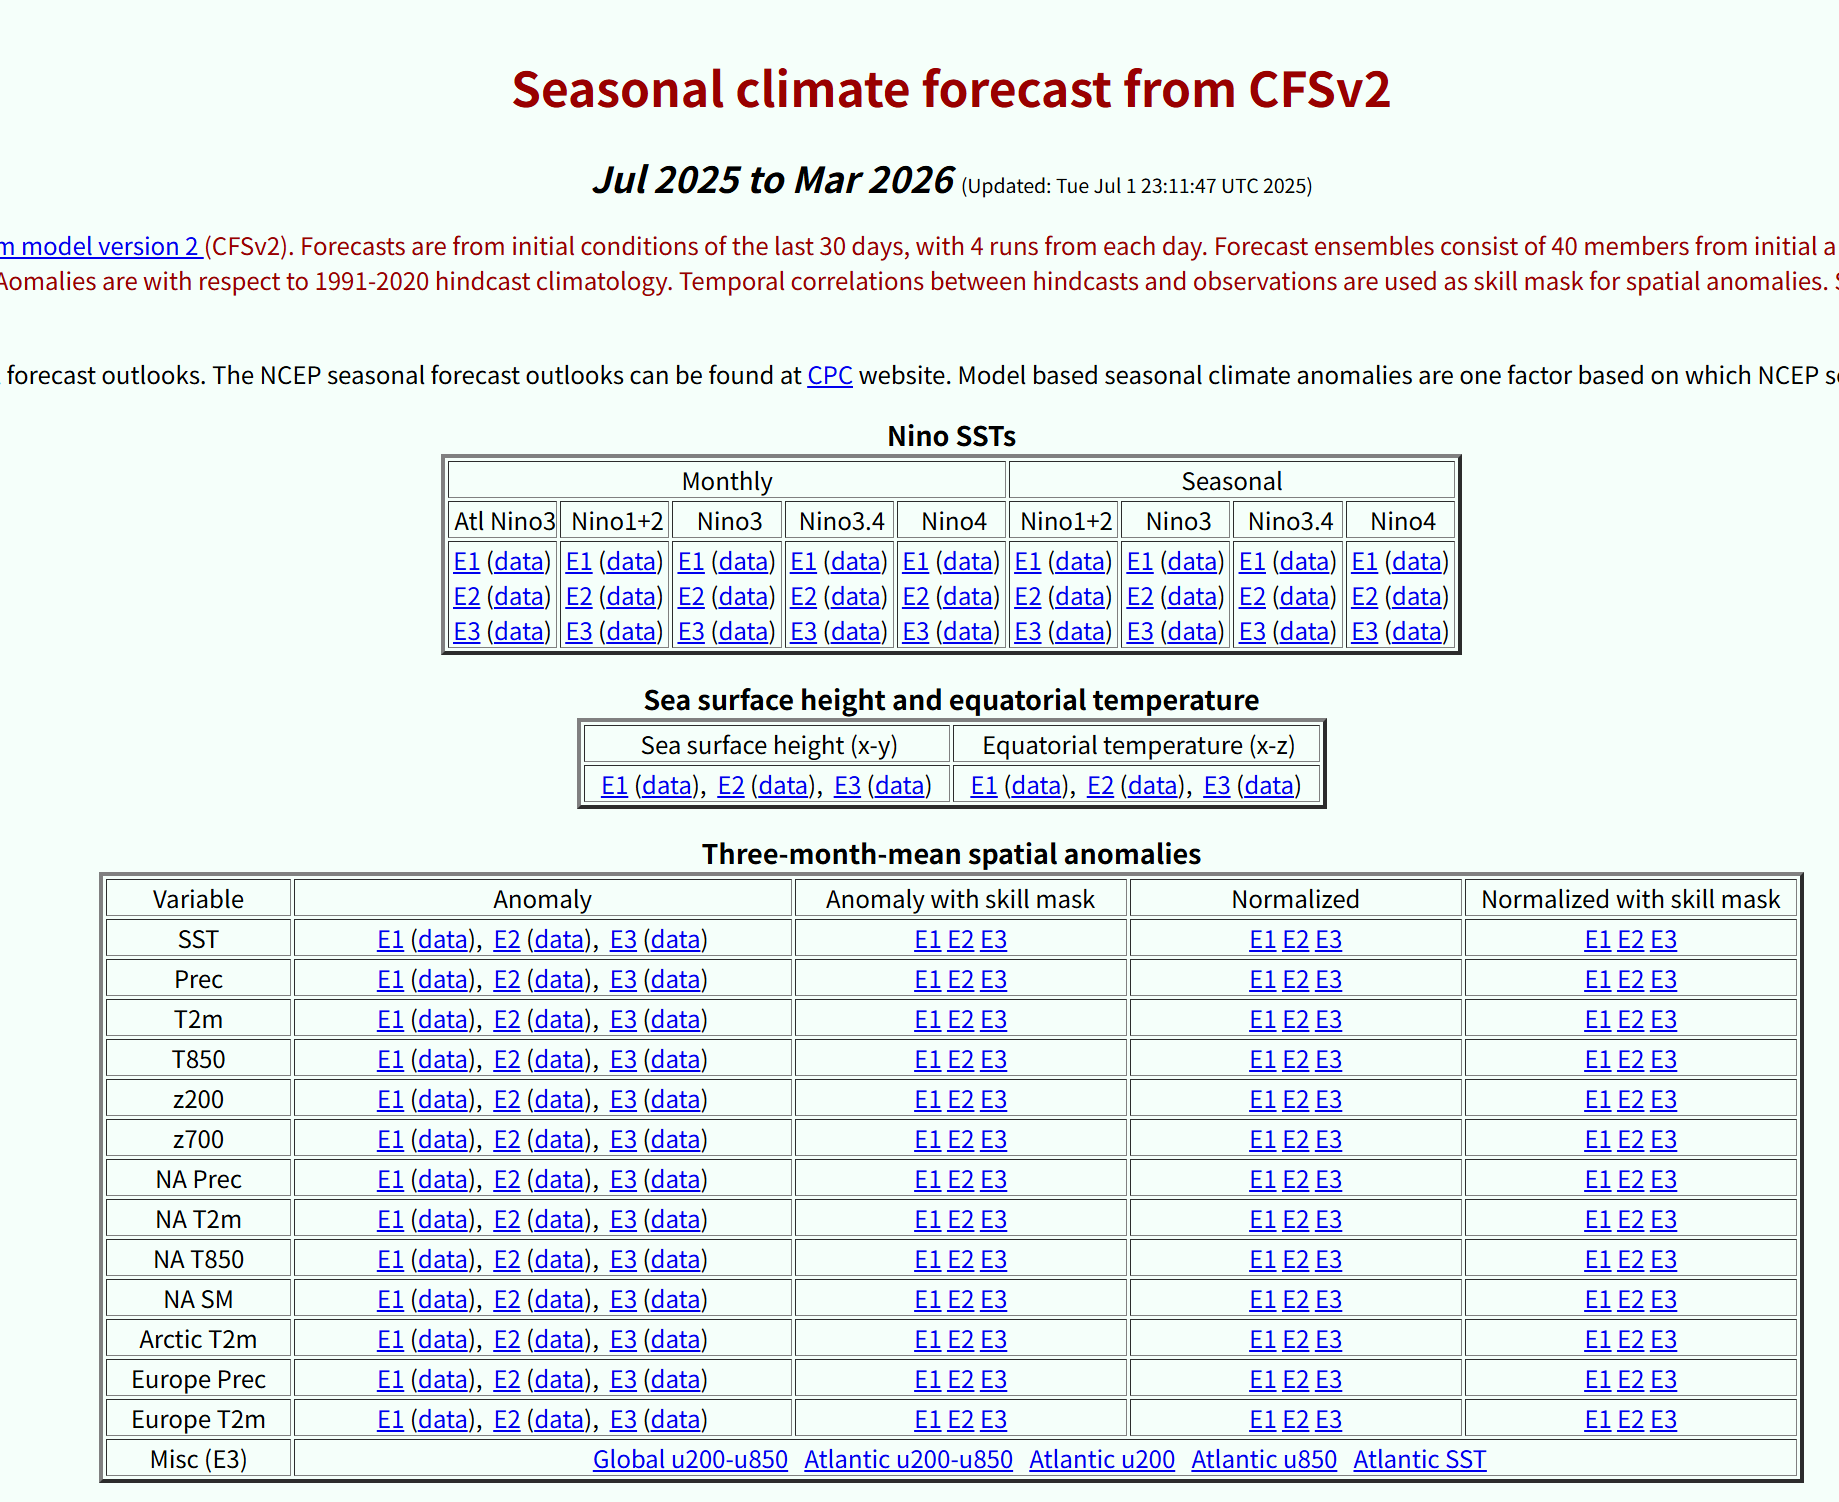 Seasonal climate forecast from CFSv2
Jul 2025 to Mar 2026 (Updated: Tue Jul 1 23:11:47 UTC 2025)
m model version 2 (CFSv2). Forecasts are from initial conditions of the last 30 days, with 4 runs from each day. Forecast ensembles consist of 40 members from initial a
Aomalies are with respect to 1991-2020 hindcast climatology. Temporal correlations between hindcasts and observations are used as skill mask for spatial anomalies.
forecast outlooks. The NCEP seasonal forecast outlooks can be found at CPC website. Model based seasonal climate anomalies are one factor based on which NCEP
Nino SSTs
Monthly Seasonal
Atl Nino3 Nino1+2 Nino3 Nino3.4 Nino4 Nino1+2 Nino3 Nino3.4 Nino4
E1 (data) E1 (data) E1 (data) E1 (data) E1 (data) E1 (data) E1 (data) E1 (data) E1 (data)
E2 (data) E2 (data) E2 (data) E2 (data) E2 (data) E2 (data) E2 (data) E2 (data) E2 (data)
E3 (data) E3 (data) E3 (data) E3 (data) E3 (data) E3 (data) E3 (data) E3 (data) E3 (data)
Sea surface height and equatorial temperature
Sea surface height (x-y) Equatorial temperature (x-z)
E1 (data), E2 (data), E3 (data) E1 (data), E2 (data), E3 (data)
Three-month-mean spatial anomalies
Variable Anomaly Anomaly with skill mask Normalized Normalized with skill mask
SST E1 (data), E2 (data), E3 (data) E1 E2 E3 E1 E2 E3 E1 E2 E3
Prec E1 (data), E2 (data), E3 (data) E1 E2 E3 E1 E2 E3 E1 E2 E3
T2m E1 (data), E2 (data), E3 (data) E1 E2 E3 E1 E2 E3 E1 E2 E3
T850 E1 (data), E2 (data), E3 (data) E1 E2 E3 E1 E2 E3 E1 E2 E3
z200 E1 (data), E2 (data), E3 (data) E1 E2 E3 E1 E2 E3 E1 E2 E3
z700 E1 (data), E2 (data), E3 (data) E1 E2 E3 E1 E2 E3 E1 E2 E3
NA Prec E1 (data), E2 (data), E3 (data) E1 E2 E3 E1 E2 E3 E1 E2 E3
NA T2m E1 (data), E2 (data), E3 (data) E1 E2 E3 E1 E2 E3 E1 E2 E3
NA T850 E1 (data), E2 (data), E3 (data) E1 E2 E3 E1 E2 E3 E1 E2 E3
NA SM E1 (data), E2 (data), E3 (data) E1 E2 E3 E1 E2 E3 E1 E2 E3
Arctic T2m E1 (data), E2 (data), E3 (data) E1 E2 E3 E1 E2 E3 E1 E2 E3
Europe Prec E1 (data), E2 (data), E3 (data) E1 E2 E3 E1 E2 E3 E1 E2 E3
Europe T2m E1 (data), E2 (data), E3 (data) E1 E2 E3 E1 E2 E3 E1 E2 E3
Misc (E3) Global u200-u850 Atlantic u200-u850 Atlantic u200 Atlantic u850 Atlantic SST